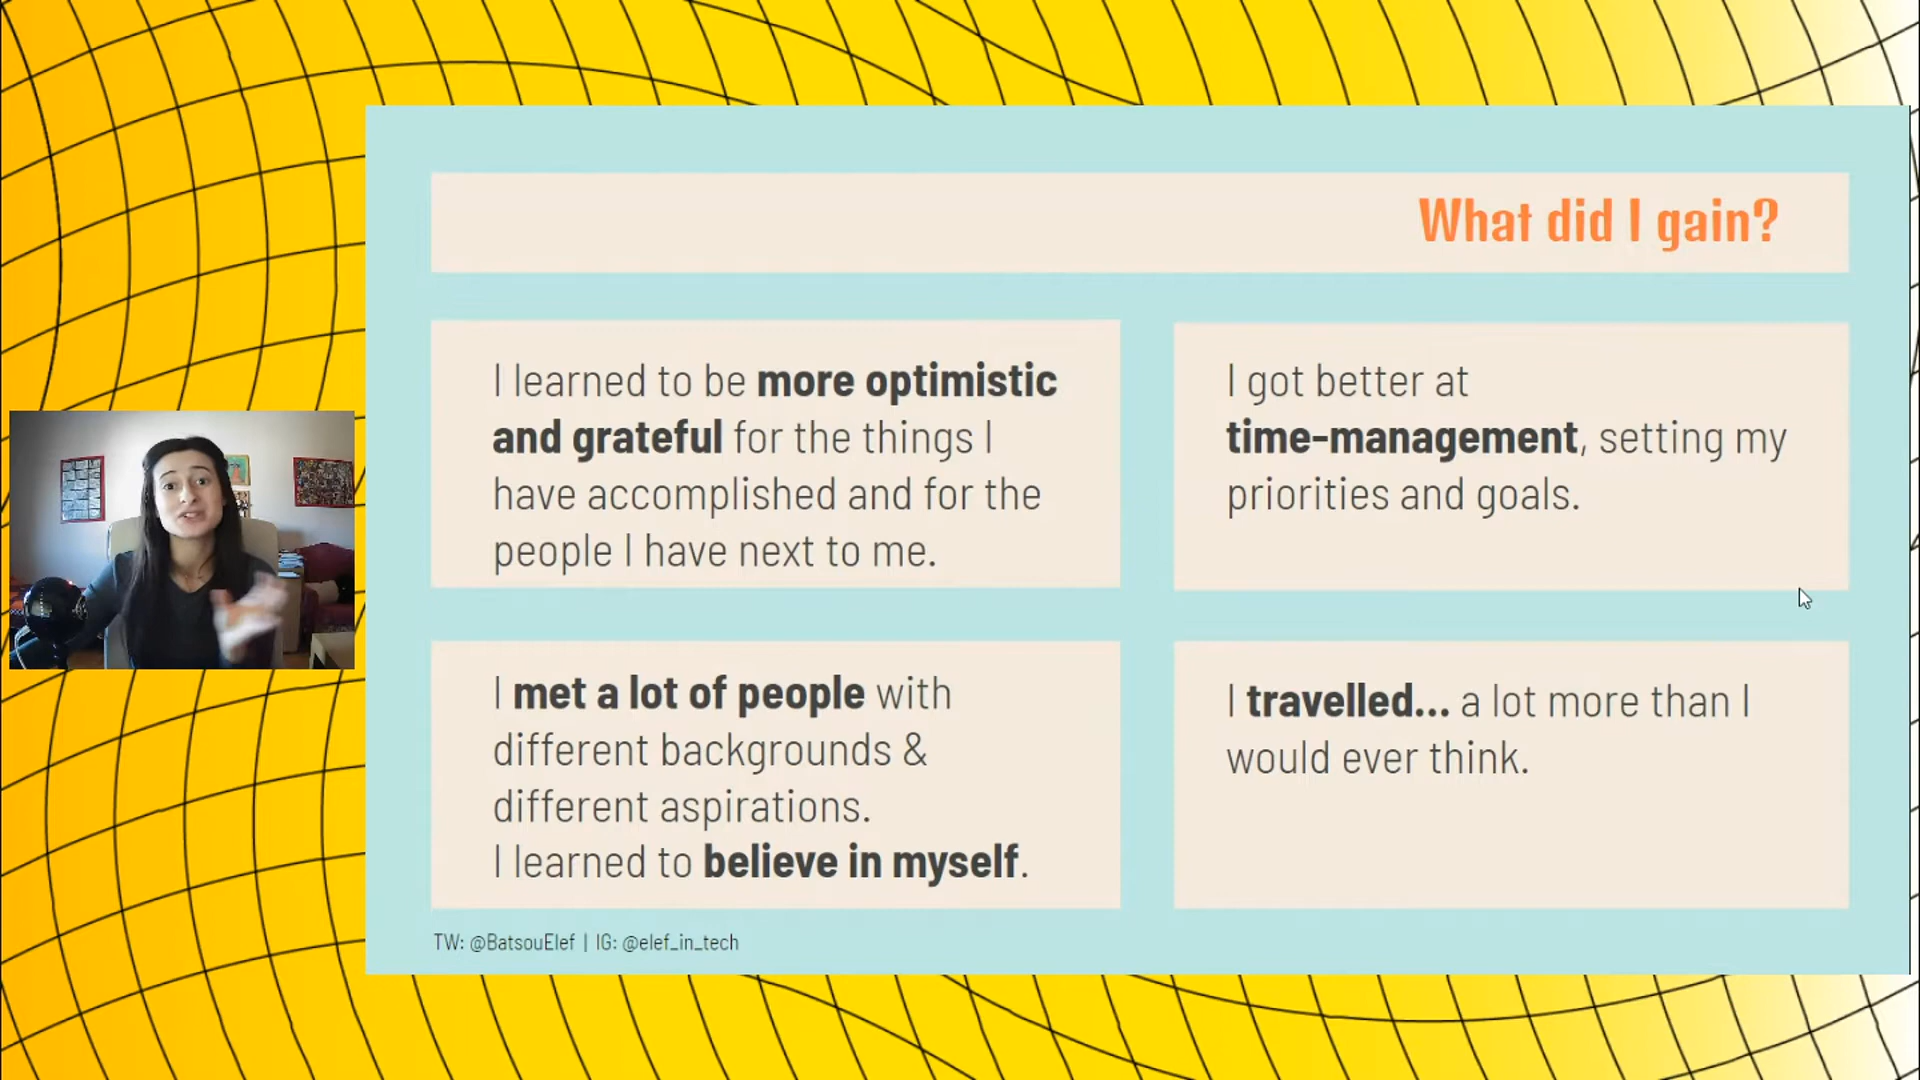 What did I gain?
I learned to be more optimistic
and grateful for the things I
have accomplished and for the
people I have next to me.
I got better at
time-management, setting my
priorities and goals.
I met a lot of people with
different backgrounds &
different aspirations.
I learned to believe in myself.
I travelled... a lot more than I
would ever think.
TW: @BatsouElef | IG: @elef_in_tech